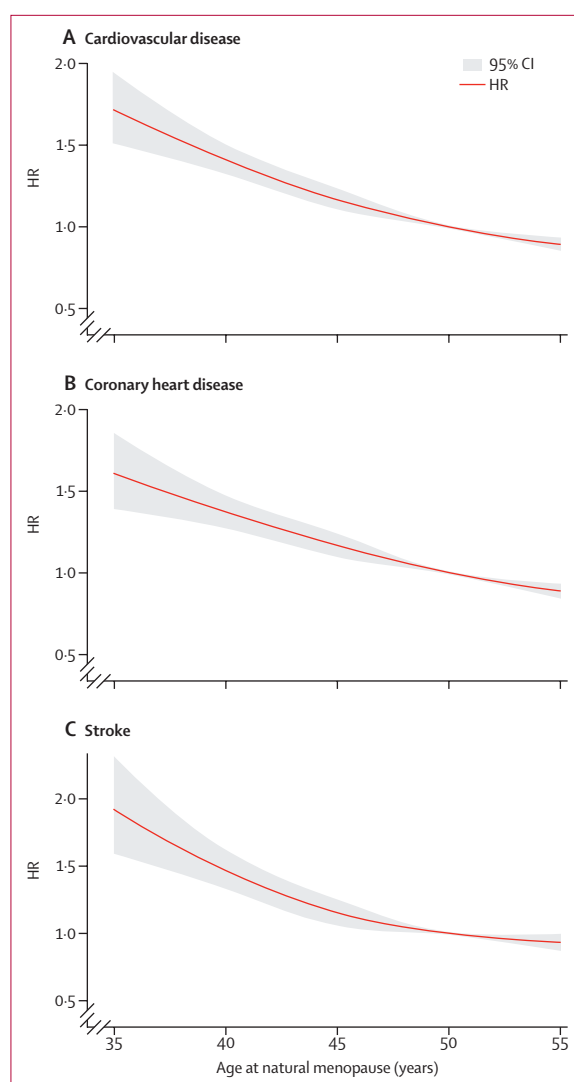 A Cardiovascular disease
2·0
95% CI
HR
1·5
HR
1·0
0·5
B Coronary heart disease
2·0
1·5
HR
1·0
0·5
C Stroke
2·0
1·5
HR
1·0
0·5
35 40 45 50 55
Age at natural menopause (years)